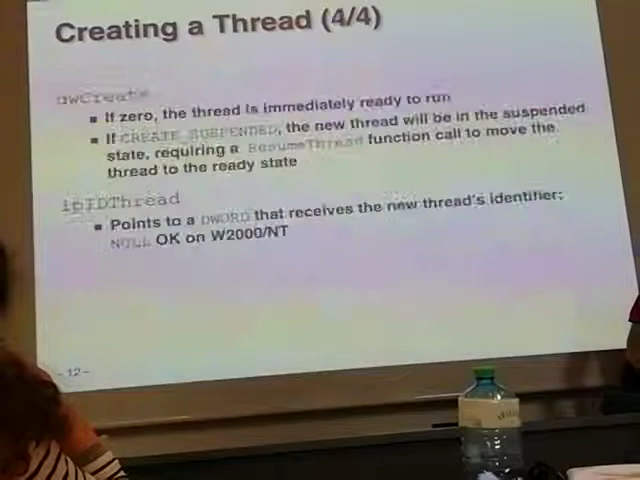 Creating a Thread (4/4)
dwCreate
If zero, the thread is immediately ready to run
If CREATE_SUSPENDED, the new thread will be in the suspended
state, requiring a ResumeThread function call to move the
thread to the ready state
lpIDThread
Points to a DWORD that receives the new thread's identifier;
NULL OK on W2000/NT
– 12 –